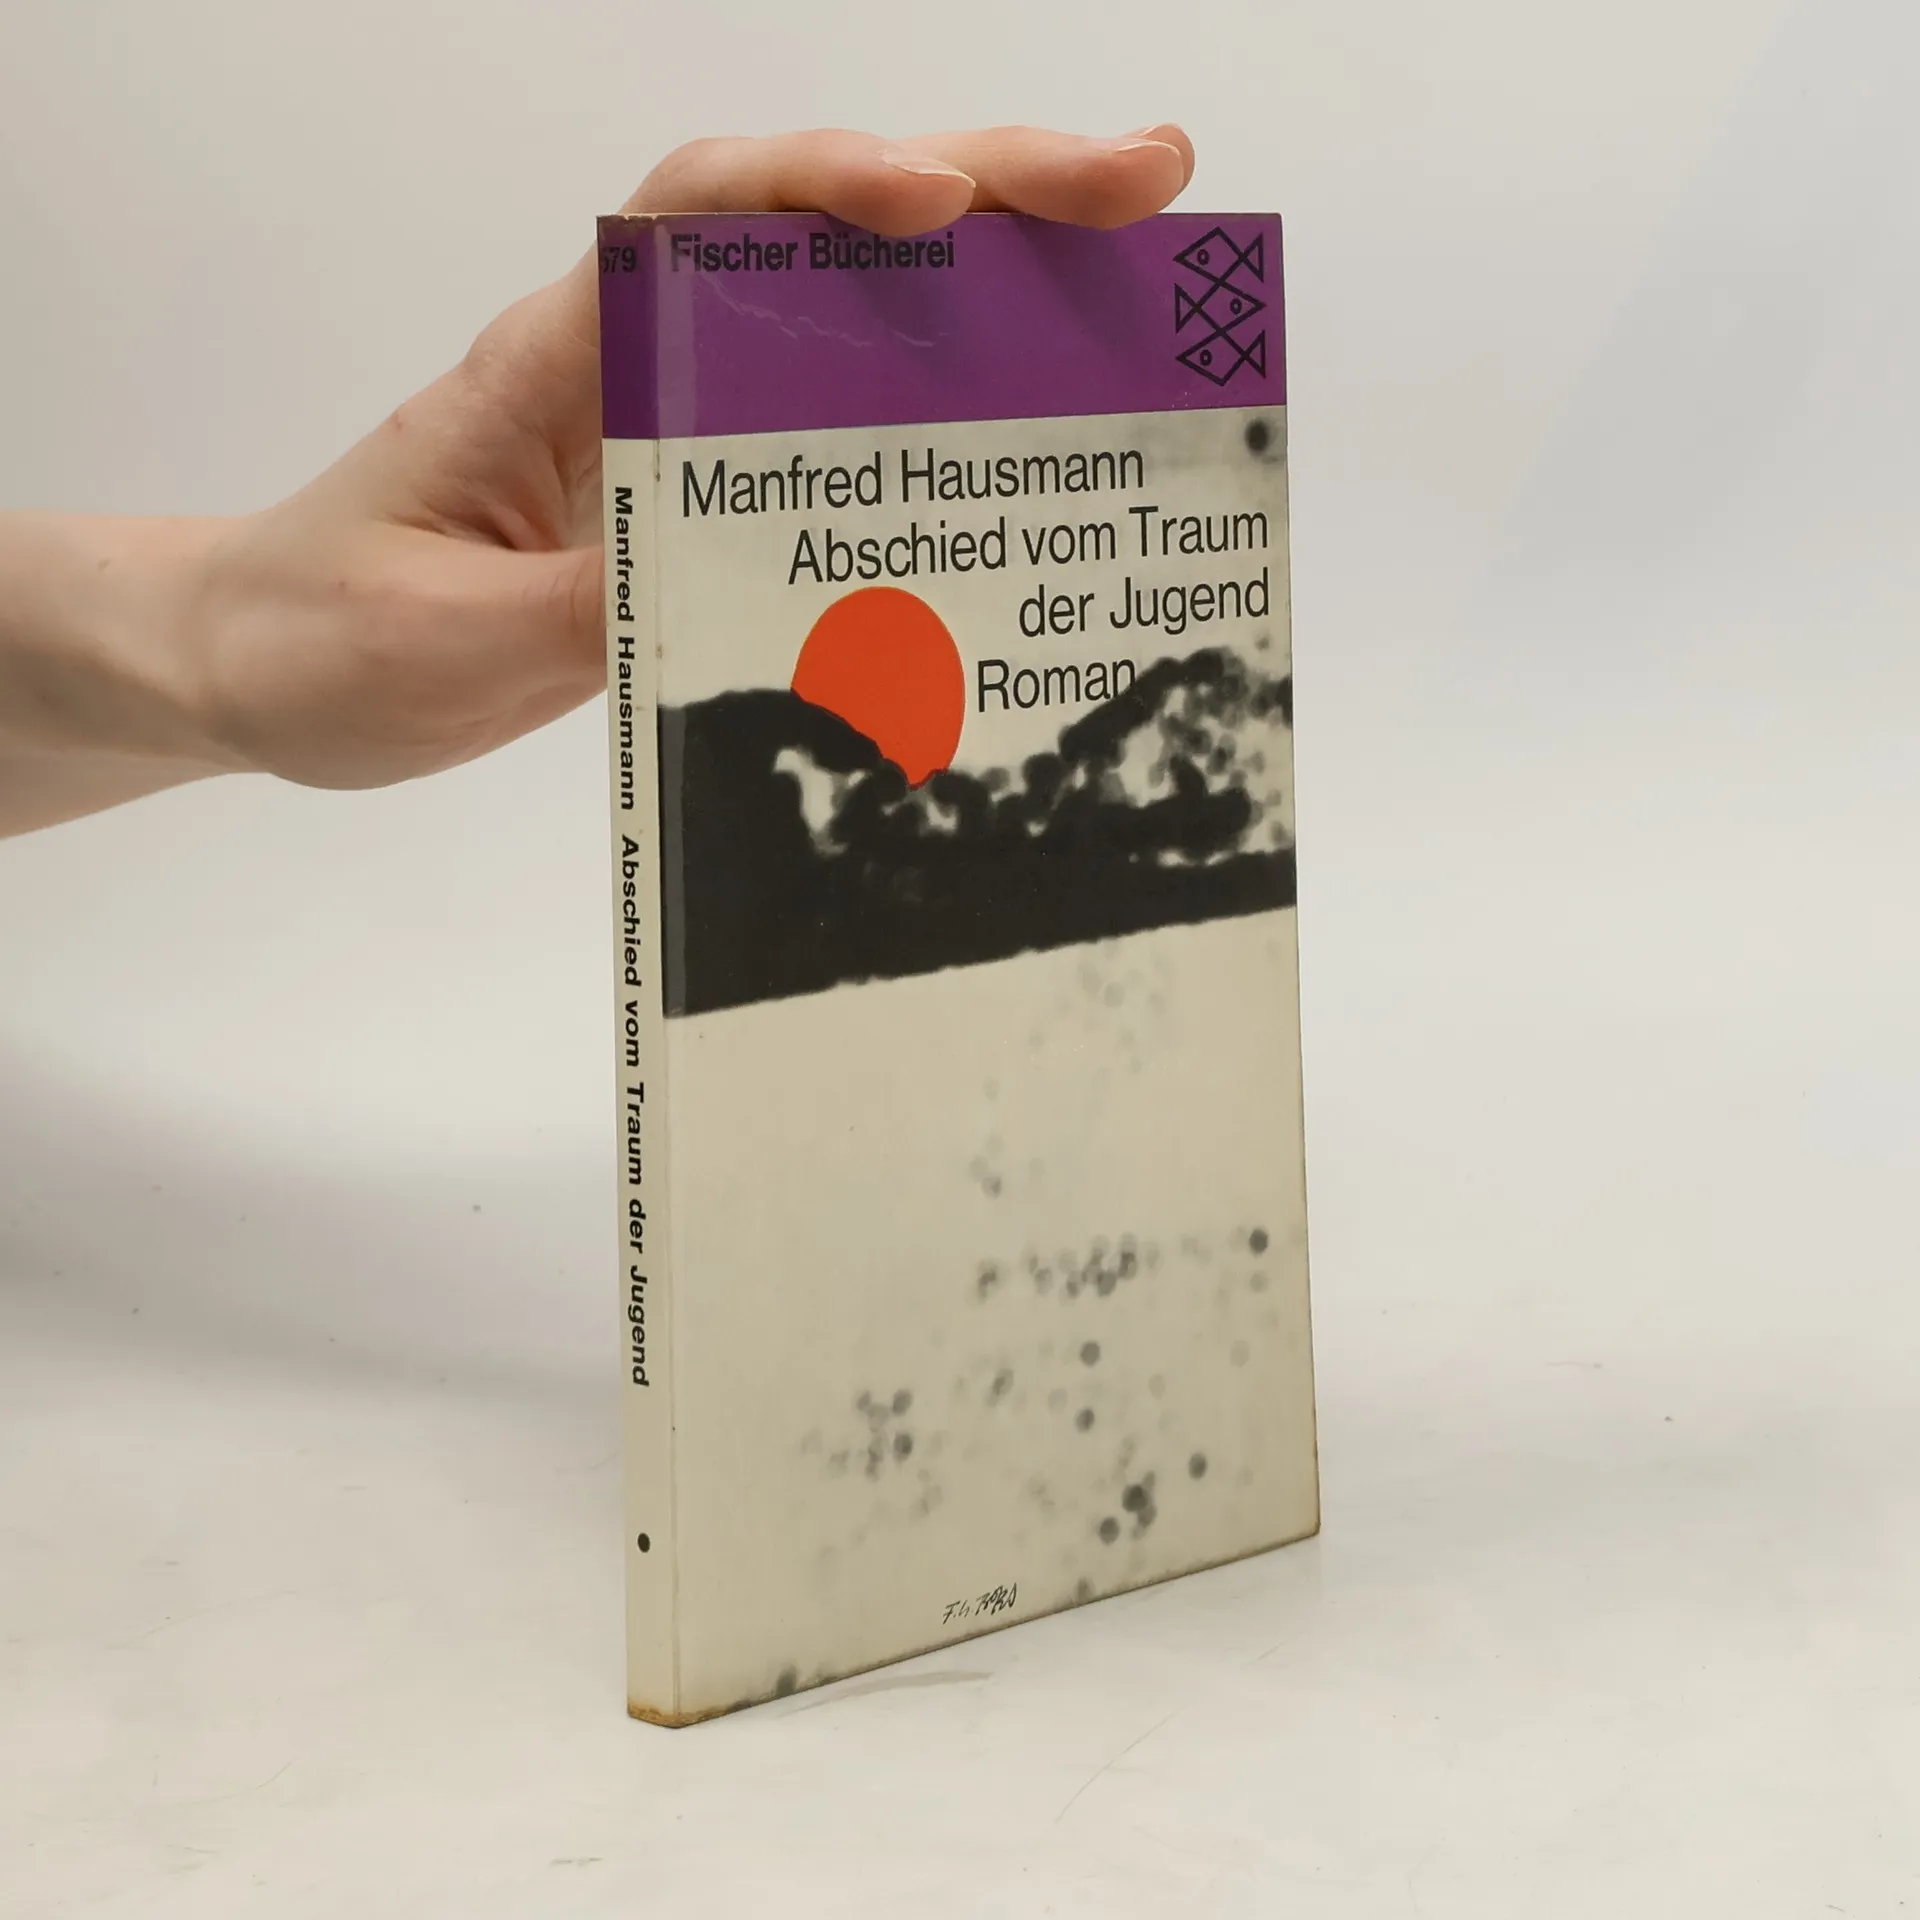 Fischer Bücherei
Manfred Hausmann
Abschied vom Traum
der Jugend
Roman
579
Manfred Hausmann Abschied vom Traum der Jugend